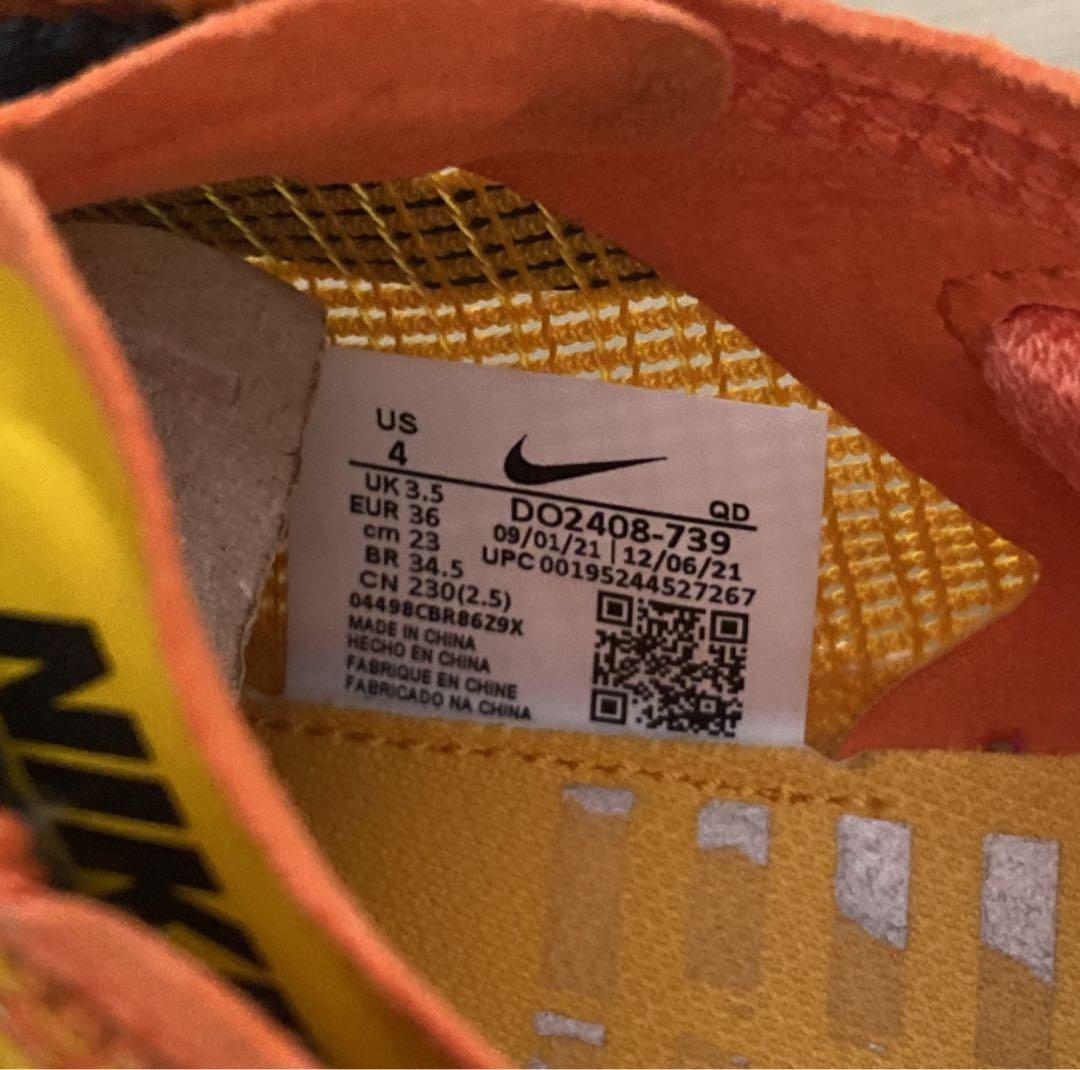 US
4
UK 3.5
EUR 36
cm 23
BR 34.5
CN 230(2.5)
04498CBR86Z9X
MADE IN CHINA
HECHO EN CHINA
FABRIQUE EN CHINE
FABRICADO NA CHINA
QD
DO2408-739
09/01/21 | 12/06/21
UPC 00195244527267
NIKE